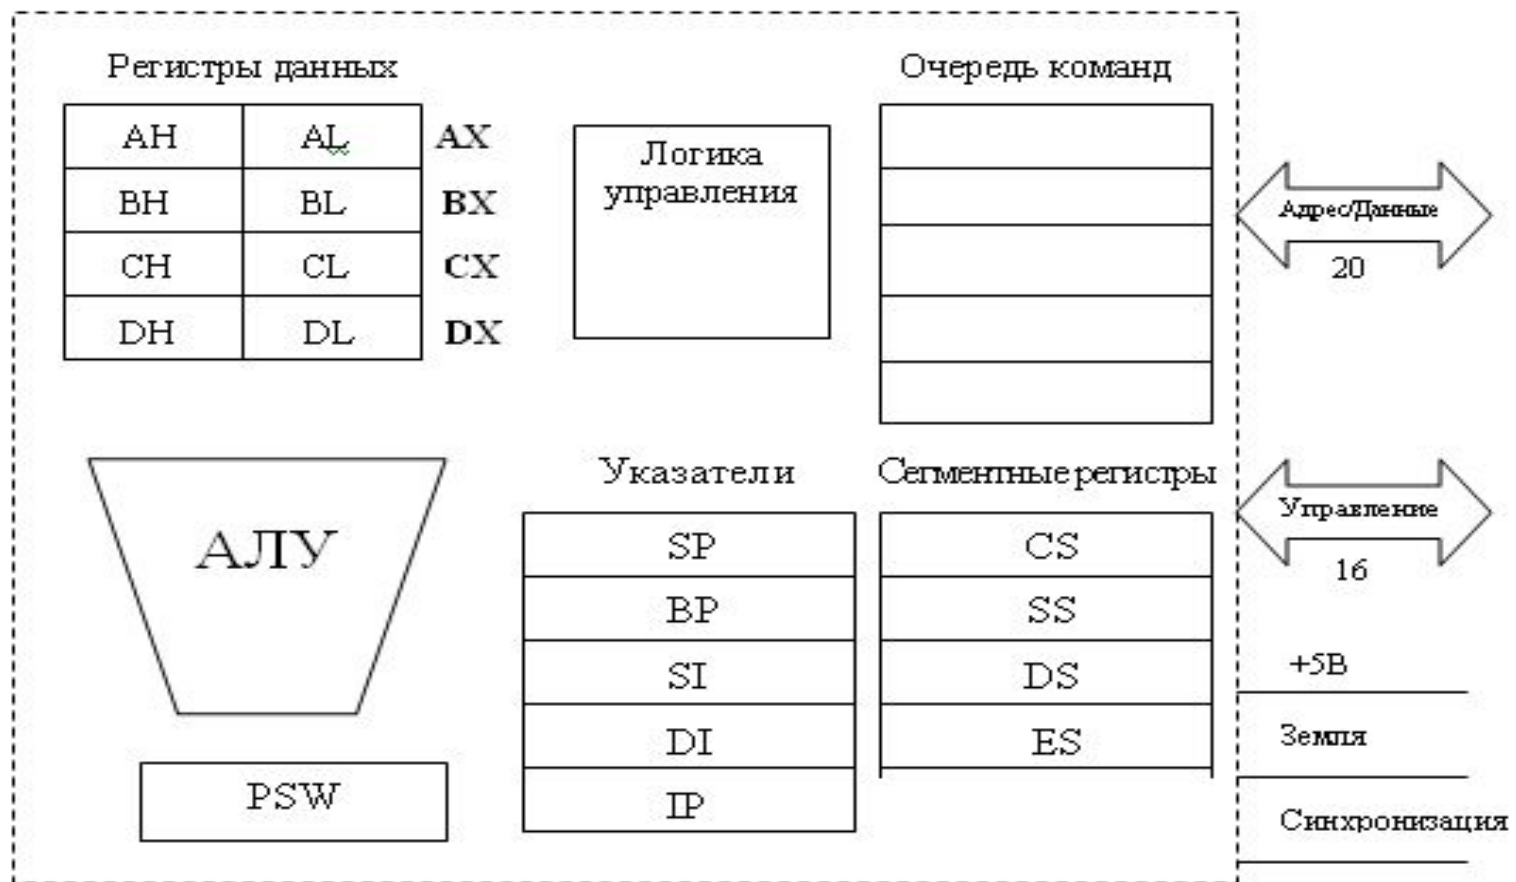 Регистры данных
AH AL AX
BH BL BX
CH CL CX
DH DL DX
Логика
управления
Очередь команд
Адрес/Данные
20
АЛУ
PSW
Указатели
SP
BP
SI
DI
IP
Сегментные регистры
CS
SS
DS
ES
Управление
16
+5В
Земля
Синхронизация